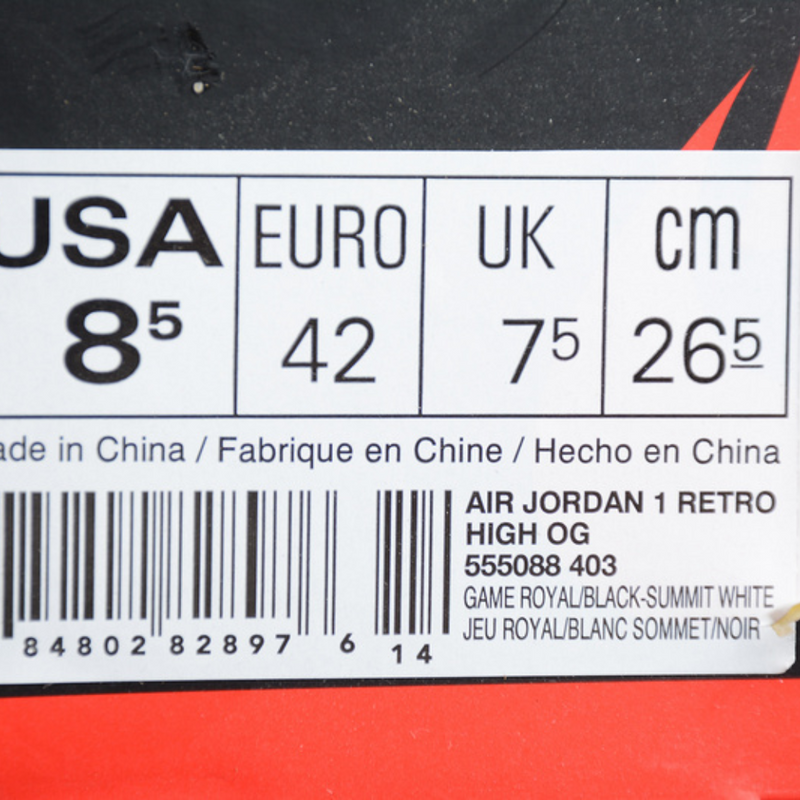 USA EURO UK cm
8⁵ 42 7⁵ 26⁵
ade in China / Fabrique en Chine / Hecho en China
AIR JORDAN 1 RETRO
HIGH OG
555088 403
GAME ROYAL/BLACK-SUMMIT WHITE
JEU ROYAL/BLANC SOMMET/NOIR
84802 82897 6 14